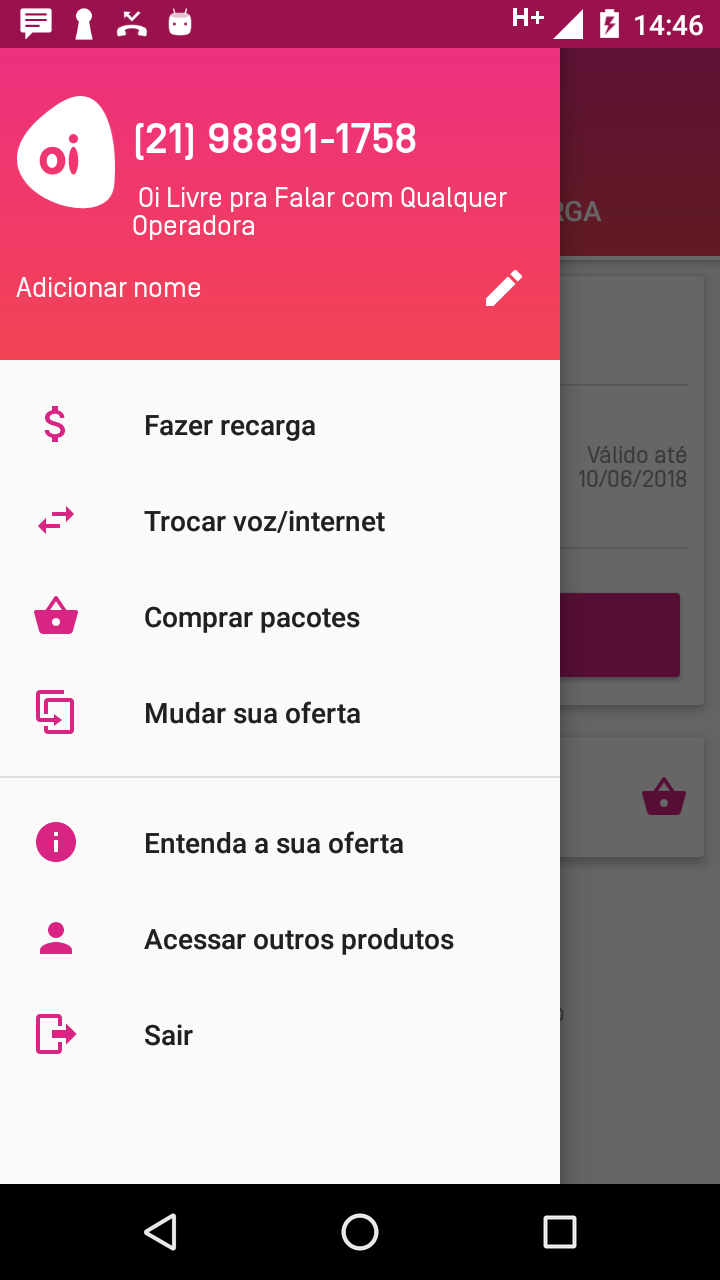 H+ 14:46
oi
(21) 98891-1758
Oi Livre pra Falar com Qualquer
Operadora
Adicionar nome
Fazer recarga
Trocar voz/internet
Comprar pacotes
Mudar sua oferta
Entenda a sua oferta
Acessar outros produtos
Sair
Válido até
10/06/2018